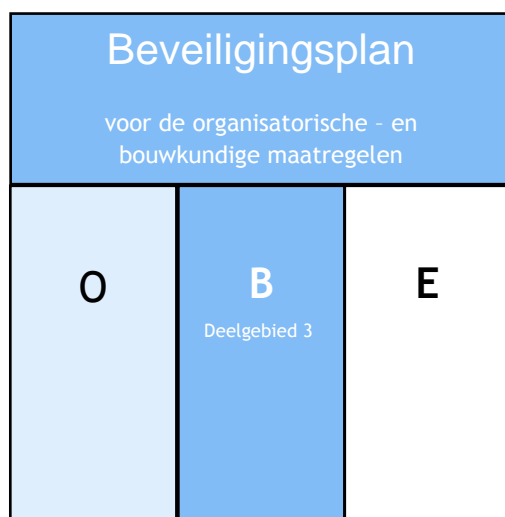 Beveiligingsplan
voor de organisatorische – en
bouwkundige maatregelen
O
B
E
Deelgebied 3